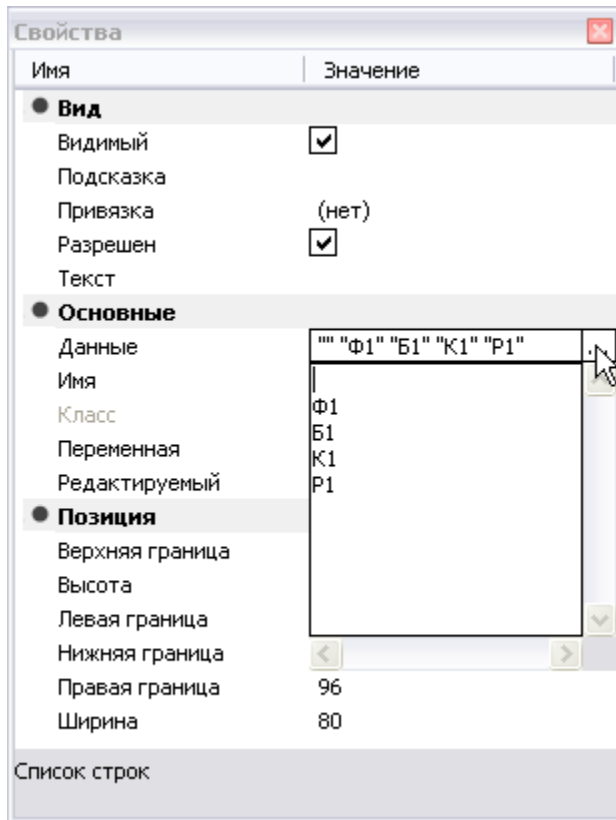 Свойства
Имя Значение
Вид
Видимый
Подсказка
Привязка (нет)
Разрешен
Текст
Основные
Данные "" "Ф1" "Б1" "К1" "Р1" ...
Имя
Класс Ф1
Переменная Б1
К1
Редактируемый Р1
Позиция
Верхняя граница
Высота
Левая граница
Нижняя граница
Правая граница 96
Ширина 80
Список строк